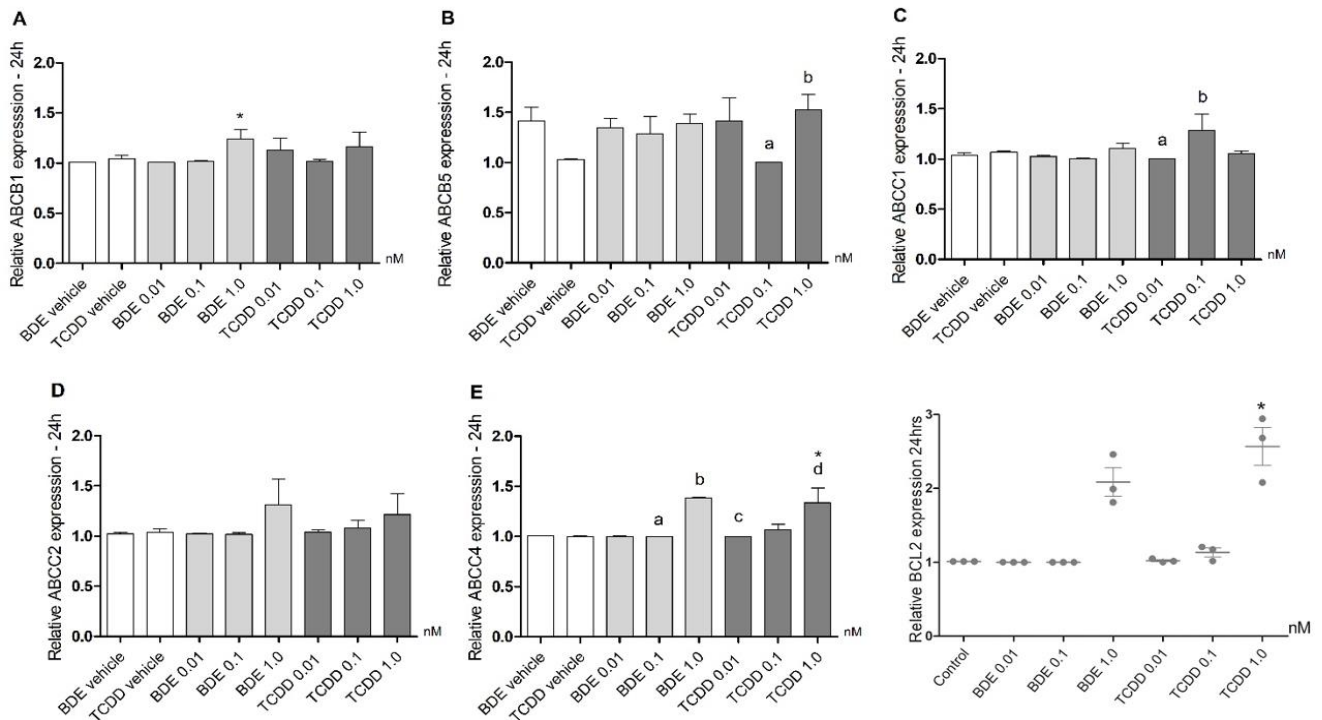 A
Relative ABCB1 expresssion - 24h
2.0
1.5
1.0
0.5
0.0
*
nM
BDE vehicle
TCDD vehicle
BDE 0.01
BDE 0.1
BDE 1.0
TCDD 0.01
TCDD 0.1
TCDD 1.0
B
Relative ABCB5 expresssion - 24h
2.0
1.5
1.0
0.5
0.0
a
b
nM
BDE vehicle
TCDD vehicle
BDE 0.01
BDE 0.1
BDE 1.0
TCDD 0.01
TCDD 0.1
TCDD 1.0
C
Relative ABCC1 expresssion - 24h
2.0
1.5
1.0
0.5
0.0
a
b
nM
BDE vehicle
TCDD vehicle
BDE 0.01
BDE 0.1
BDE 1.0
TCDD 0.01
TCDD 0.1
TCDD 1.0
D
Relative ABCC2 expresssion - 24h
2.0
1.5
1.0
0.5
0.0
nM
BDE vehicle
TCDD vehicle
BDE 0.01
BDE 0.1
BDE 1.0
TCDD 0.01
TCDD 0.1
TCDD 1.0
E
Relative ABCC4 expresssion - 24h
2.0
1.5
1.0
0.5
0.0
a
b
c
*
d
nM
BDE vehicle
TCDD vehicle
BDE 0.01
BDE 0.1
BDE 1.0
TCDD 0.01
TCDD 0.1
TCDD 1.0
Relative BCL2 expression 24hrs
3
2
1
0
*
nM
Control
BDE 0.01
BDE 0.1
BDE 1.0
TCDD 0.01
TCDD 0.1
TCDD 1.0